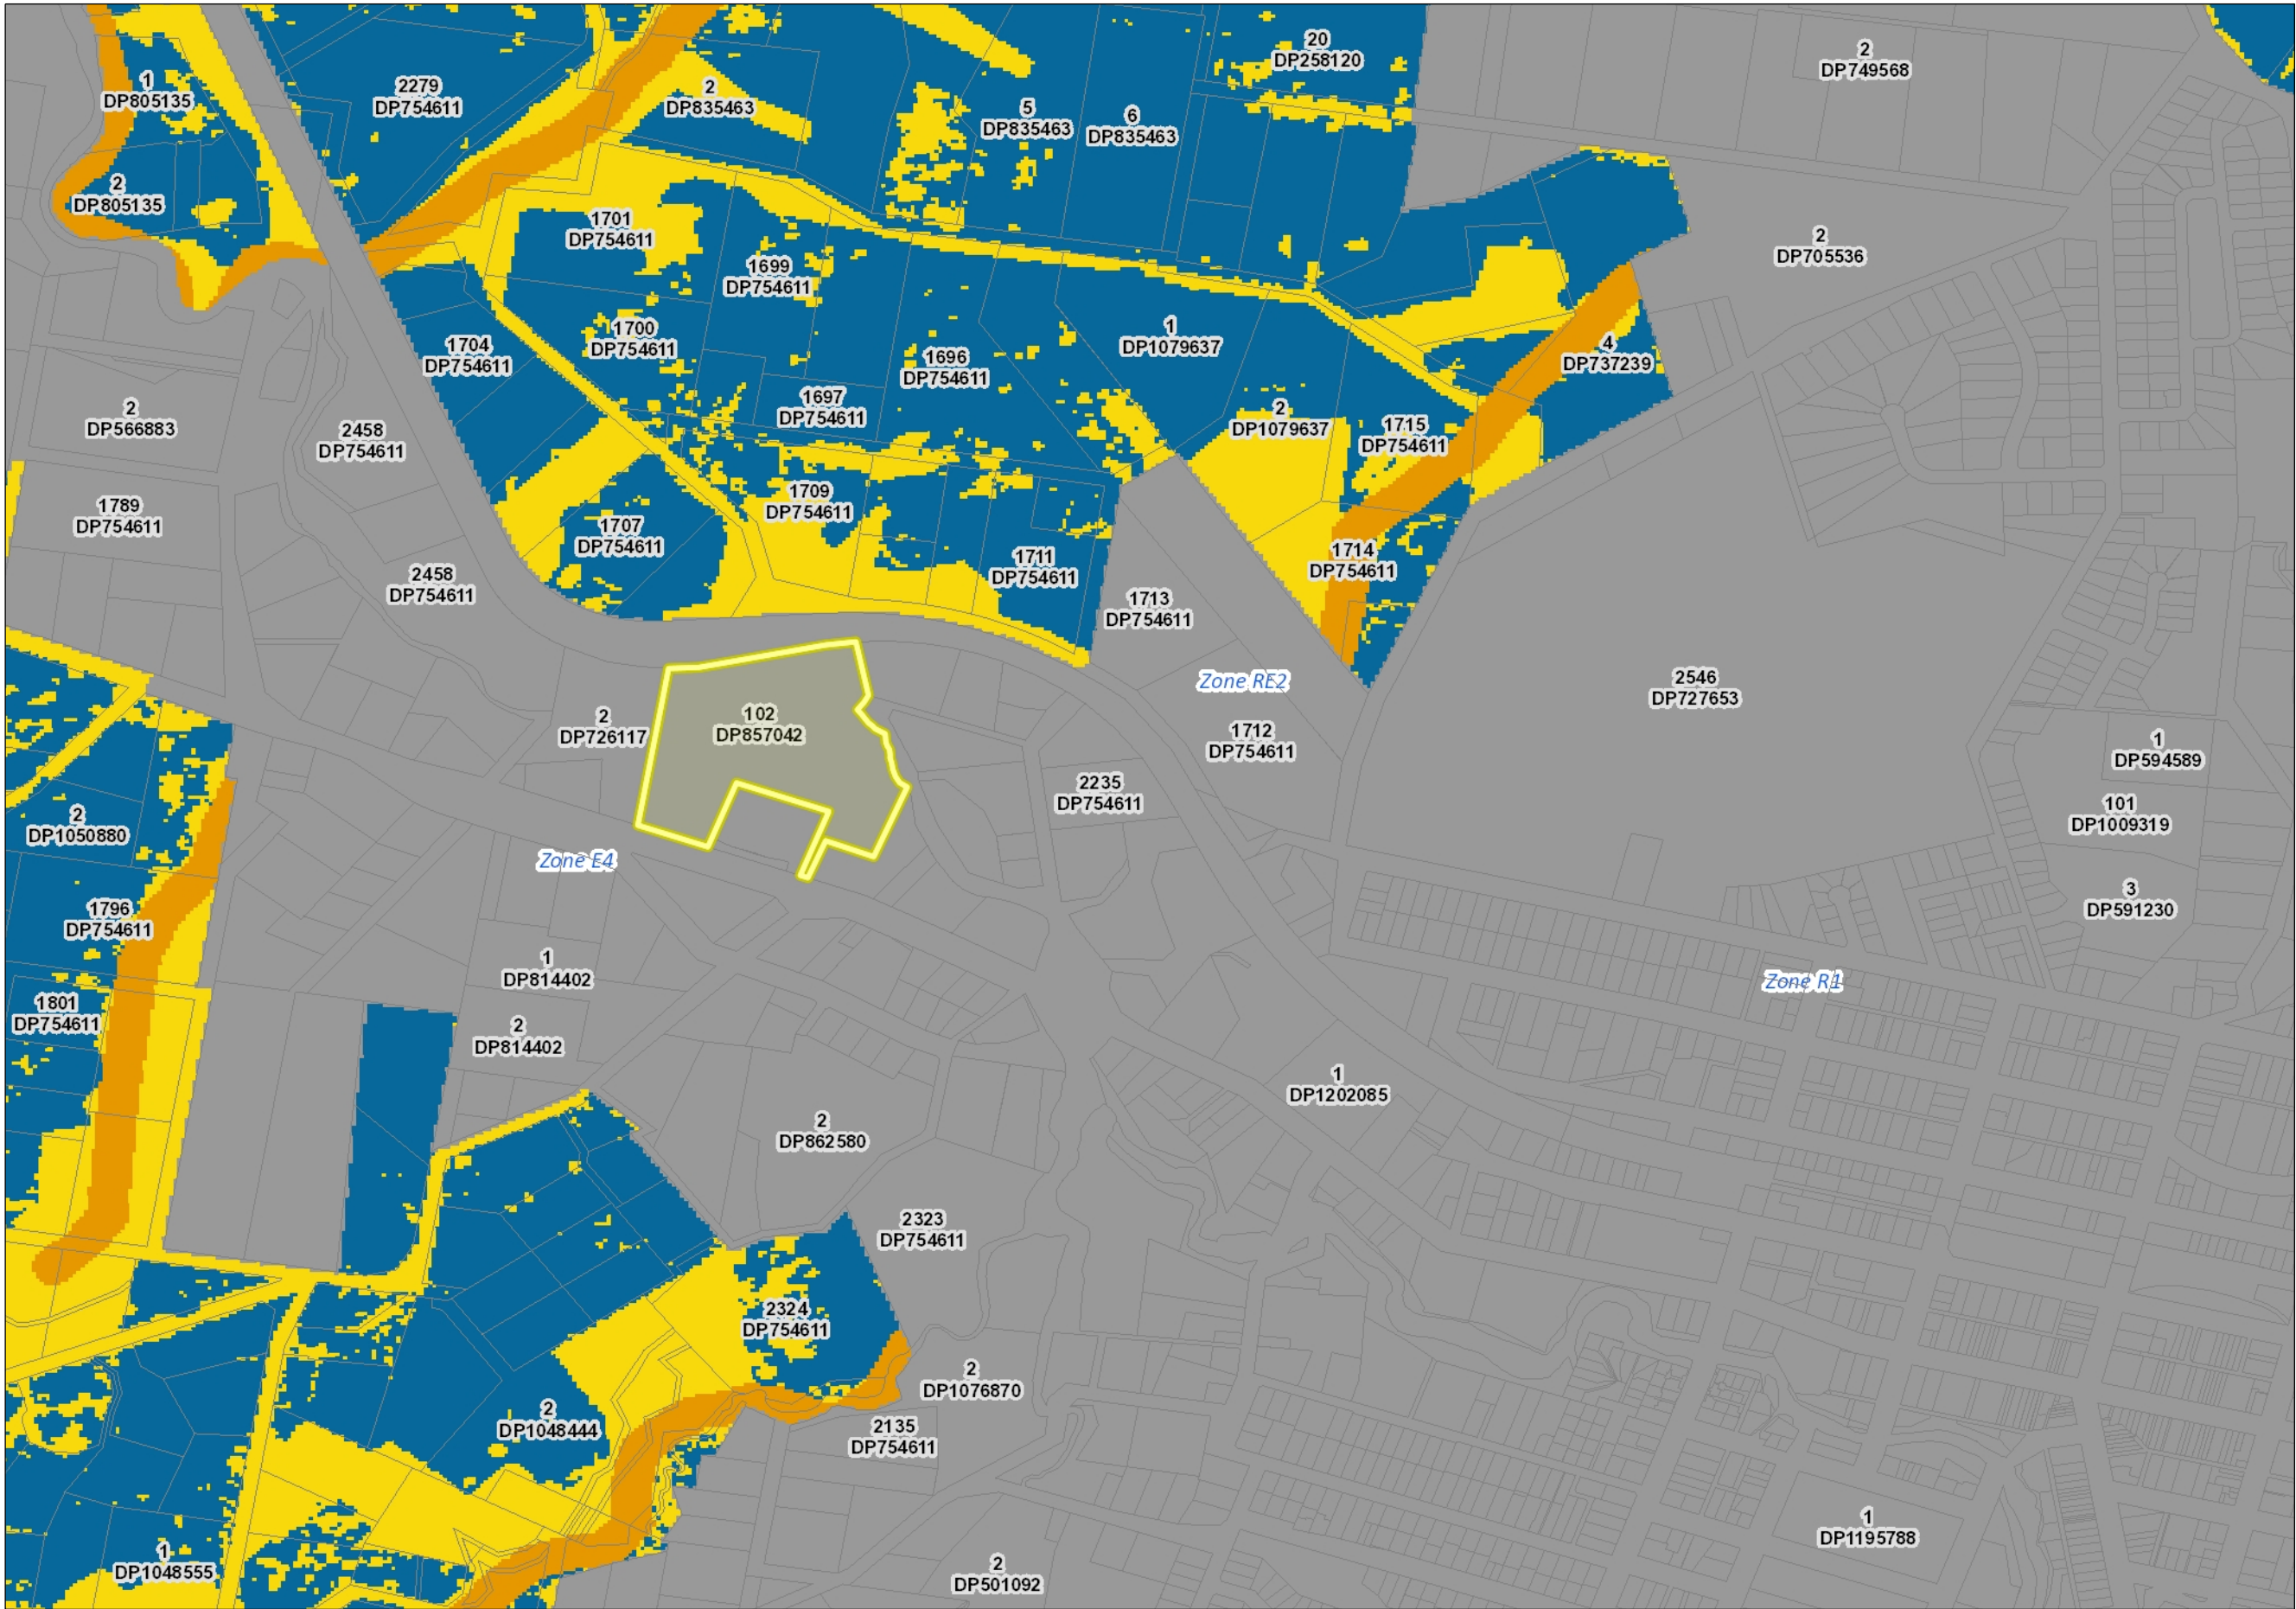 20
DP258120
2
DP749568
1
DP805135
2279
DP754611
2
DP835463
5
DP835463
6
DP835463
2
DP805135
1701
DP754611
2
DP705536
1699
DP754611
1700
DP754611
1
DP1079637
1704
DP754611
1696
DP754611
4
DP737239
1697
DP754611
2
DP566883
2458
DP754611
2
DP1079637
1715
DP754611
1789
DP754611
1709
DP754611
1707
DP754611
1711
DP754611
1714
DP754611
2458
DP754611
1713
DP754611
Zone RE2
2546
DP727653
2
DP726117
102
DP857042
1712
DP754611
1
DP594589
2235
DP754611
2
DP1050880
101
DP1009319
Zone E4
1796
DP754611
3
DP591230
1
DP814402
Zone R1
1801
DP754611
2
DP814402
1
DP1202085
2
DP862580
2323
DP754611
2324
DP754611
2
DP1076870
2
DP1048444
2135
DP754611
1
DP1195788
1
DP1048555
2
DP501092